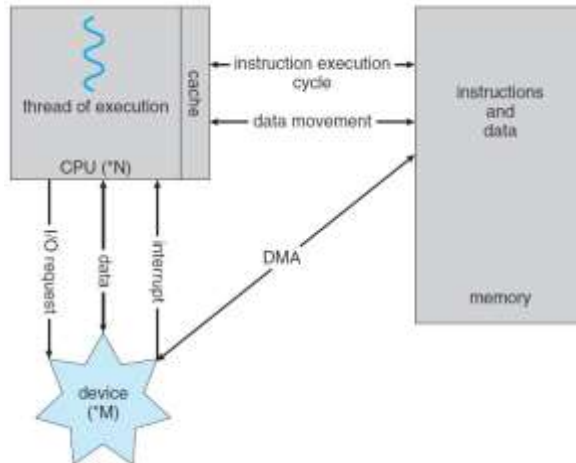 thread of execution
cache
CPU (*N)
instruction execution
cycle
data movement
instructions
and
data
memory
I/O request
data
interrupt
DMA
device
(*M)